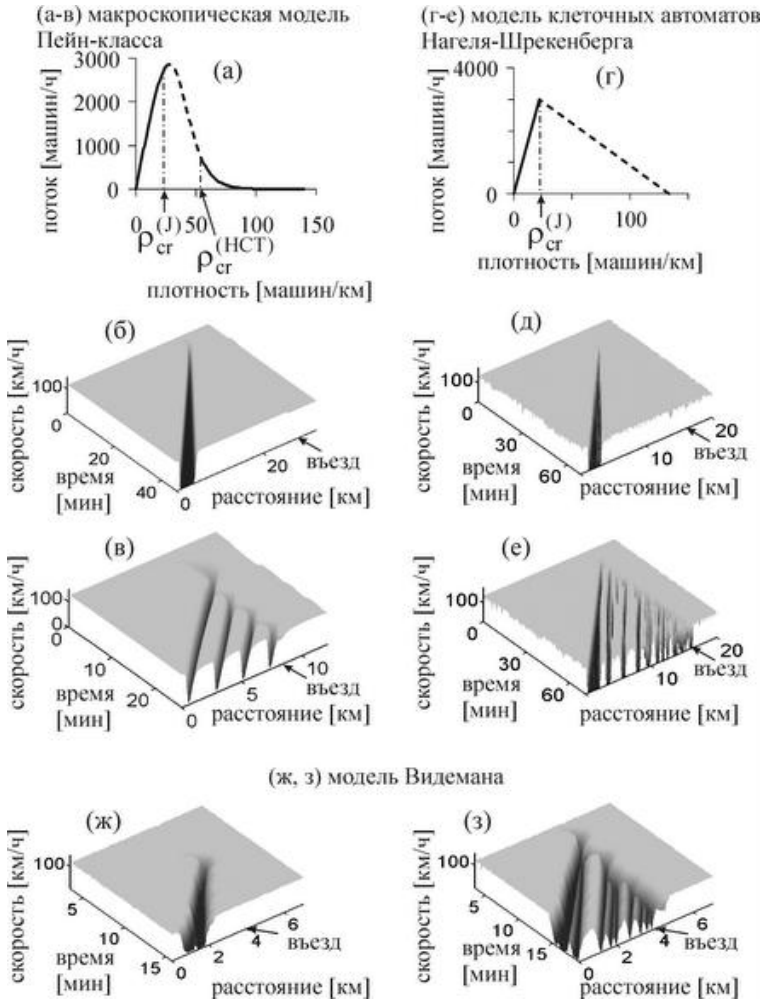 (а-в) макроскопическая модель
Пейн-класса
(г-е) модель клеточных автоматов
Нагеля-Шрекенберга
(а)
поток [машин/ч]
3000
2000
1000
0
0
50
100
150
ρcr(J)
ρcr(НСТ)
плотность [машин/км]
(г)
поток [машин/ч]
4000
0
0
100
ρcr(J)
плотность [машин/км]
(б)
скорость [км/ч]
100
0
20
40
время
[мин]
0
20
въезд
расстояние [км]
(д)
скорость [км/ч]
100
0
30
60
время
[мин]
0
10
20
въезд
расстояние [км]
(в)
скорость [км/ч]
100
0
0
10
20
время
[мин]
0
5
10
въезд
расстояние [км]
(е)
скорость [км/ч]
100
0
30
60
время
[мин]
0
10
20
въезд
расстояние [км]
(ж, з) модель Видемана
(ж)
скорость [км/ч]
100
5
10
15
время
[мин]
0
2
4
6
въезд
расстояние [км]
(з)
скорость [км/ч]
100
5
10
15
время
[мин]
0
2
4
6
въезд
расстояние [км]